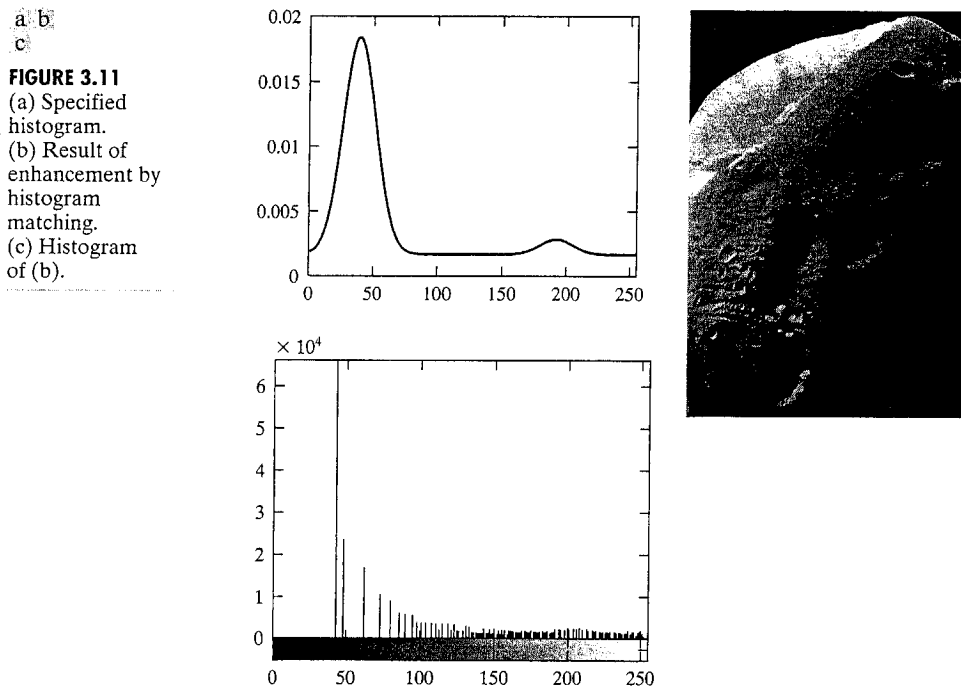 a b
c
FIGURE 3.11
(a) Specified
histogram.
(b) Result of
enhancement by
histogram
matching.
(c) Histogram
of (b).
0.02
0.015
0.01
0.005
0
0 50 100 150 200 250
× 10⁴
6
5
4
3
2
1
0
0 50 100 150 200 250